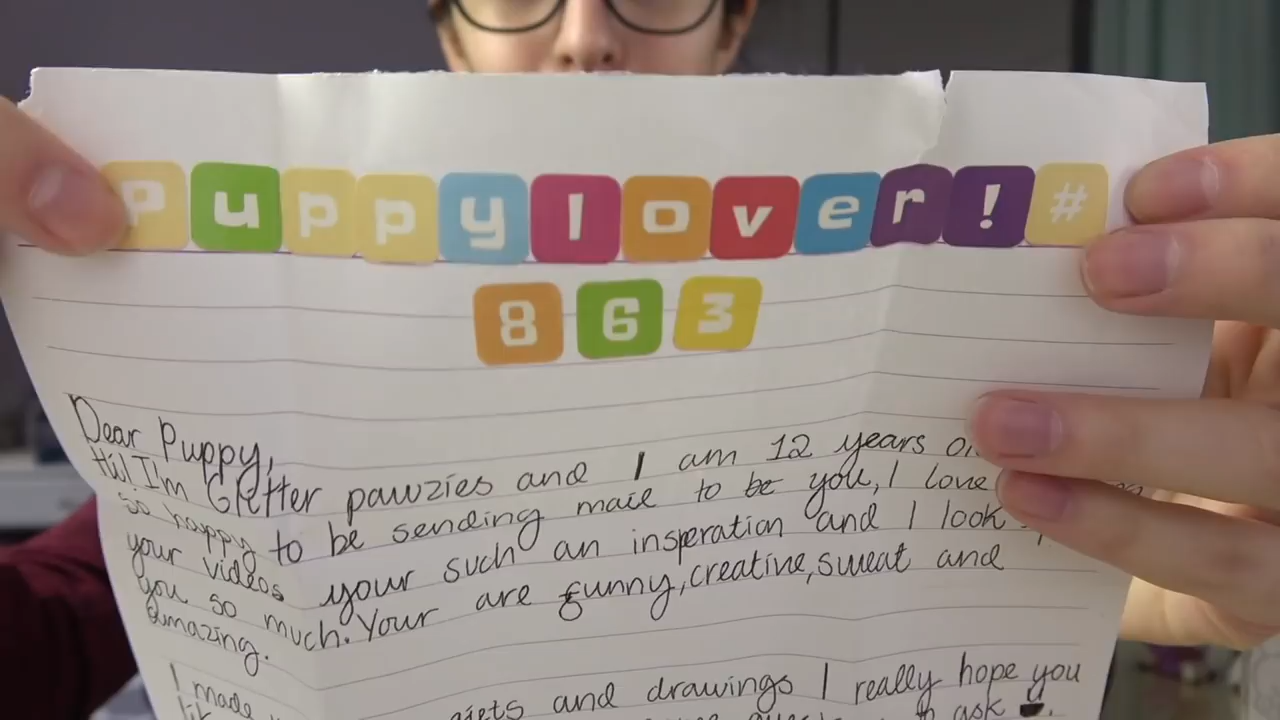 Puppylover!#
863
Dear Puppy,
Hi! I'm Glitter pawzies and I am 12 years
so happy to be sending mail to be you, I love
your videos your such an insperation and I look
you so much. Your are funny, creative, sweat and
amazing.
I made gifts and drawings I really hope you
ask